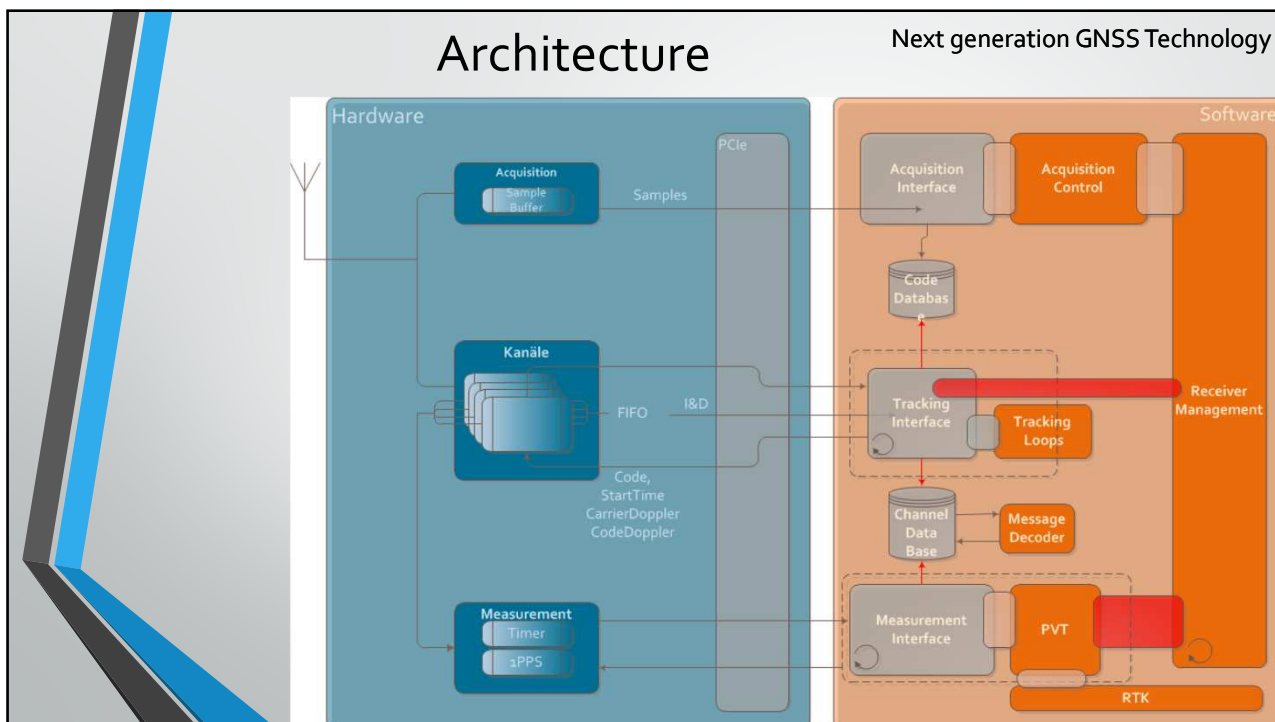 Architecture
Next generation GNSS Technology
Hardware
Software
PCIe
Acquisition
Sample
Buffer
Samples
Acquisition
Interface
Acquisition
Control
Code
Databas
e
Kanäle
FIFO
I&D
Tracking
Interface
Tracking
Loops
Receiver
Management
Code,
StartTime
CarrierDoppler
CodeDoppler
Channel
Data
Base
Message
Decoder
Measurement
Timer
1PPS
Measurement
Interface
PVT
RTK